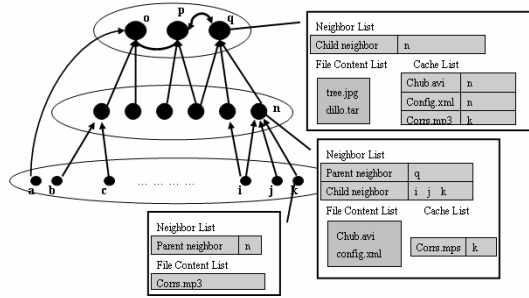 o
p
q
Neighbor List
Child neighbor n
File Content List
Cache List
tree.jpg
dillo.tar
Chub.avi n
Config.xml n
Corrs.mp3 k
n
Neighbor List
Parent neighbor q
Child neighbor i j k
File Content List
Cache List
Chub.avi
config.xml
Corrs.mps k
a b c ... ... ... ... i j k
Neighbor List
Parent neighbor n
File Content List
Corrs.mp3